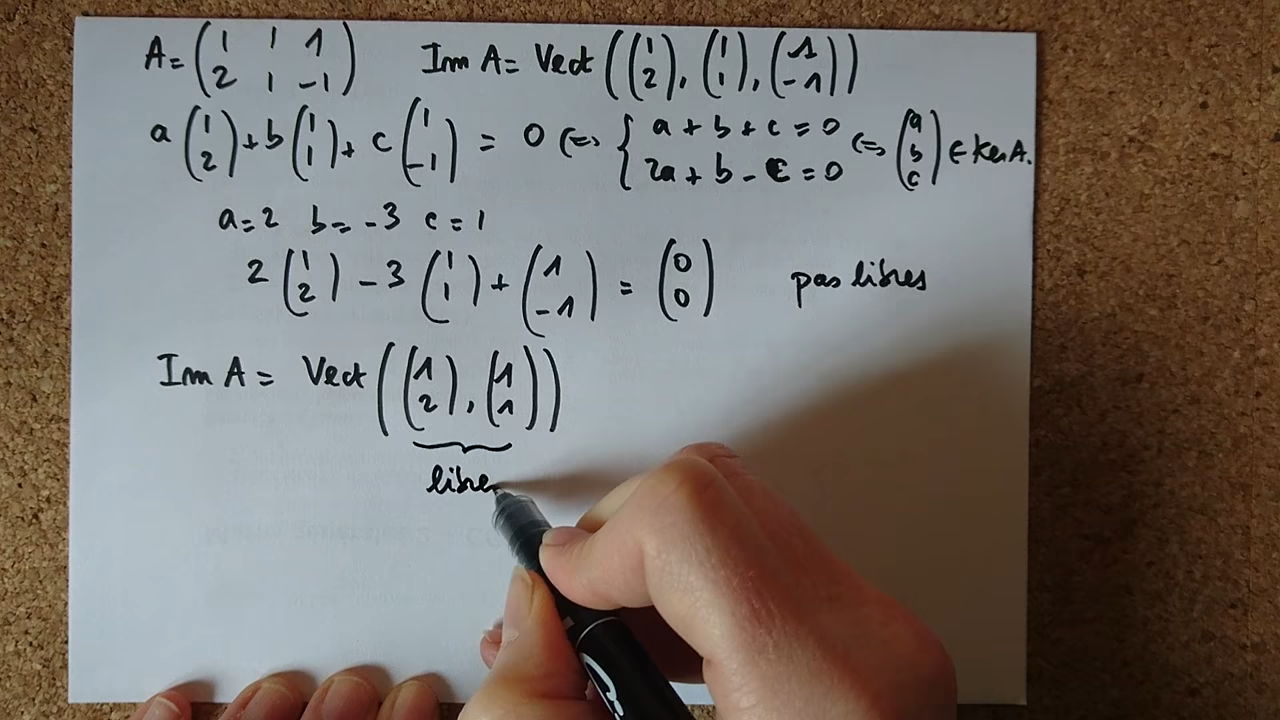 A = ( 1 1 1 ; 2 1 -1 ) Im A = Vect ( ( 1 ; 2 ), ( 1 ; 1 ), ( 1 ; -1 ) )
a ( 1 ; 2 ) + b ( 1 ; 1 ) + c ( 1 ; -1 ) = 0 <=> { a + b + c = 0 ; 2a + b - c = 0 <=> ( a ; b ; c ) ∈ Ker A.
a = 2 b = -3 c = 1
2 ( 1 ; 2 ) - 3 ( 1 ; 1 ) + ( 1 ; -1 ) = ( 0 ; 0 ) pas libres
Im A = Vect ( ( 1 ; 2 ), ( 1 ; 1 ) )
libre